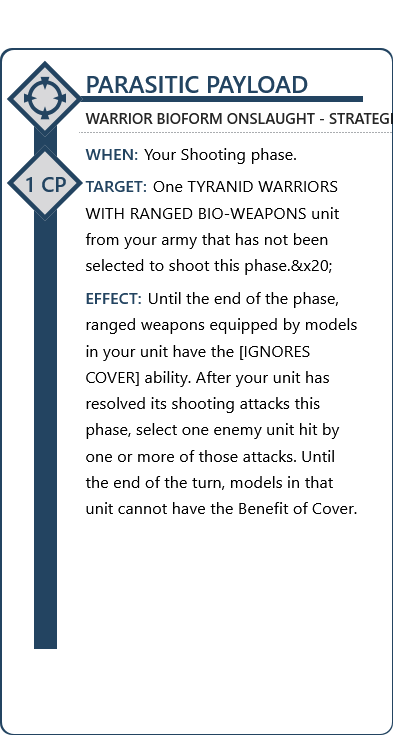 PARASITIC PAYLOAD
WARRIOR BIOFORM ONSLAUGHT - STRATEG
1 CP
WHEN: Your Shooting phase.
TARGET: One TYRANID WARRIORS
WITH RANGED BIO-WEAPONS unit
from your army that has not been
selected to shoot this phase.&x20;
EFFECT: Until the end of the phase,
ranged weapons equipped by models
in your unit have the [IGNORES
COVER] ability. After your unit has
resolved its shooting attacks this
phase, select one enemy unit hit by
one or more of those attacks. Until
the end of the turn, models in that
unit cannot have the Benefit of Cover.